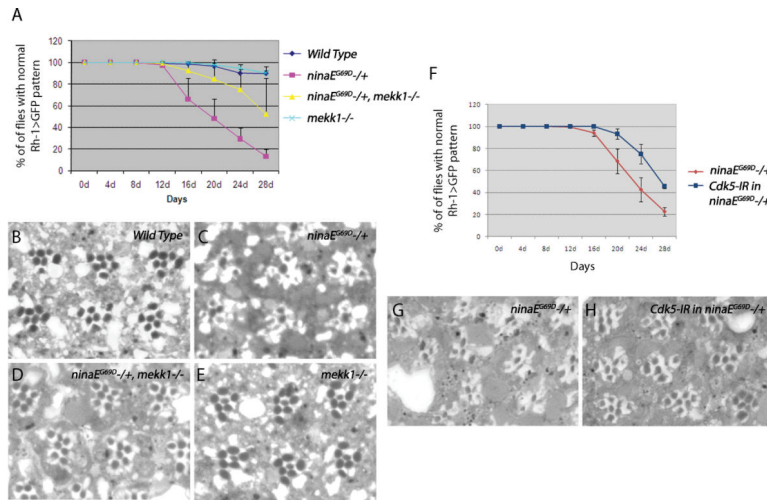 A
% of of flies with normal
Rh-1>GFP pattern
120
100
80
60
40
20
0
0d 4d 8d 12d 16d 20d 24d 28d
Days
Wild Type
ninaE^G69D-/+
ninaE^G69D-/+, mekk1-/-
mekk1-/-
B
Wild Type
C
ninaE^G69D-/+
D
ninaE^G69D-/+, mekk1-/-
E
mekk1-/-
F
% of of flies with normal
Rh-1>GFP pattern
120
100
80
60
40
20
0
0d 4d 8d 12d 16d 20d 24d 28d
Days
ninaE^G69D-/+
Cdk5-IR in
ninaE^G69D-/+
G
ninaE^G69D-/+
H
Cdk5-IR in ninaE^G69D-/+